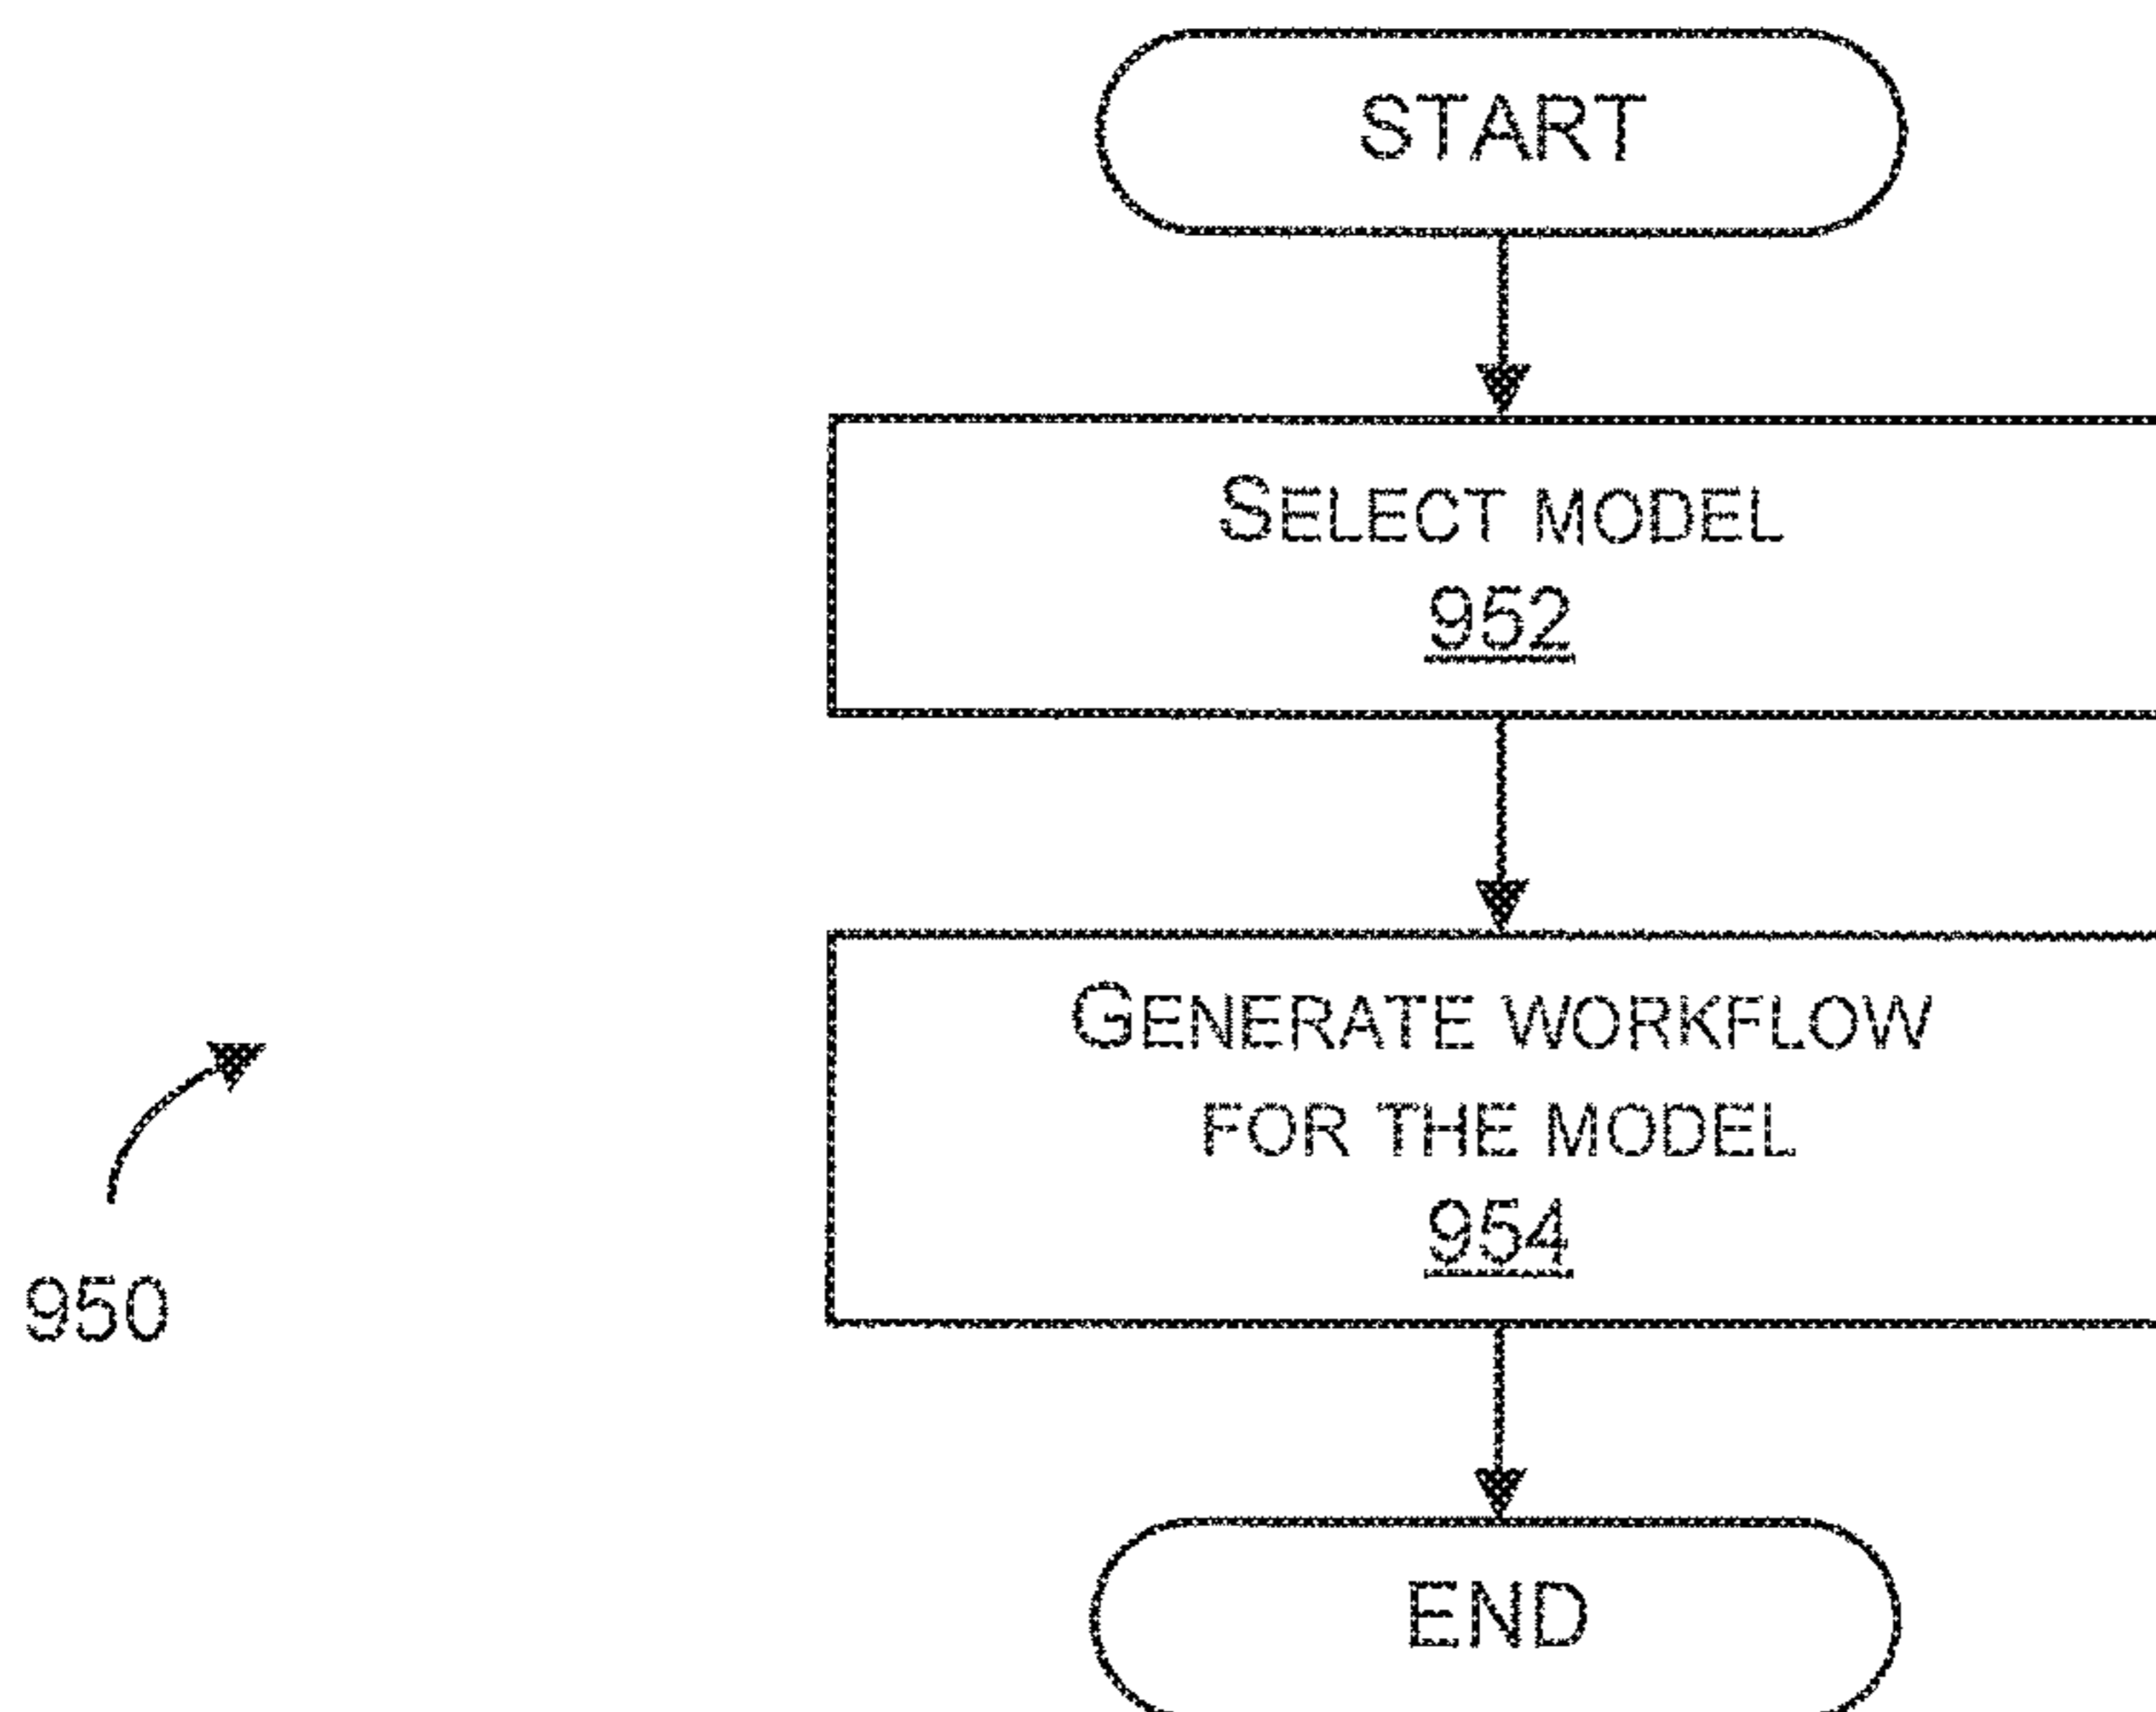 START
SELECT MODEL
952
GENERATE WORKFLOW
FOR THE MODEL
954
950
END